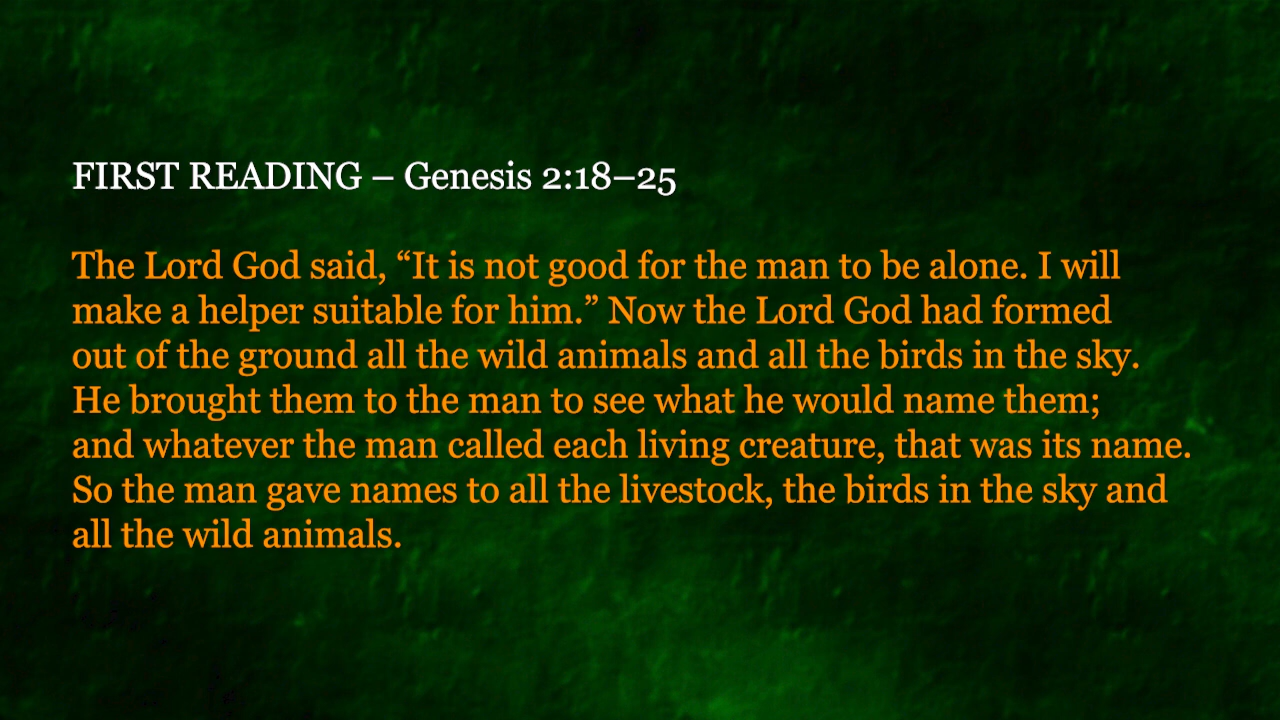 FIRST READING – Genesis 2:18–25
The Lord God said, “It is not good for the man to be alone. I will
make a helper suitable for him.” Now the Lord God had formed
out of the ground all the wild animals and all the birds in the sky.
He brought them to the man to see what he would name them;
and whatever the man called each living creature, that was its name.
So the man gave names to all the livestock, the birds in the sky and
all the wild animals.